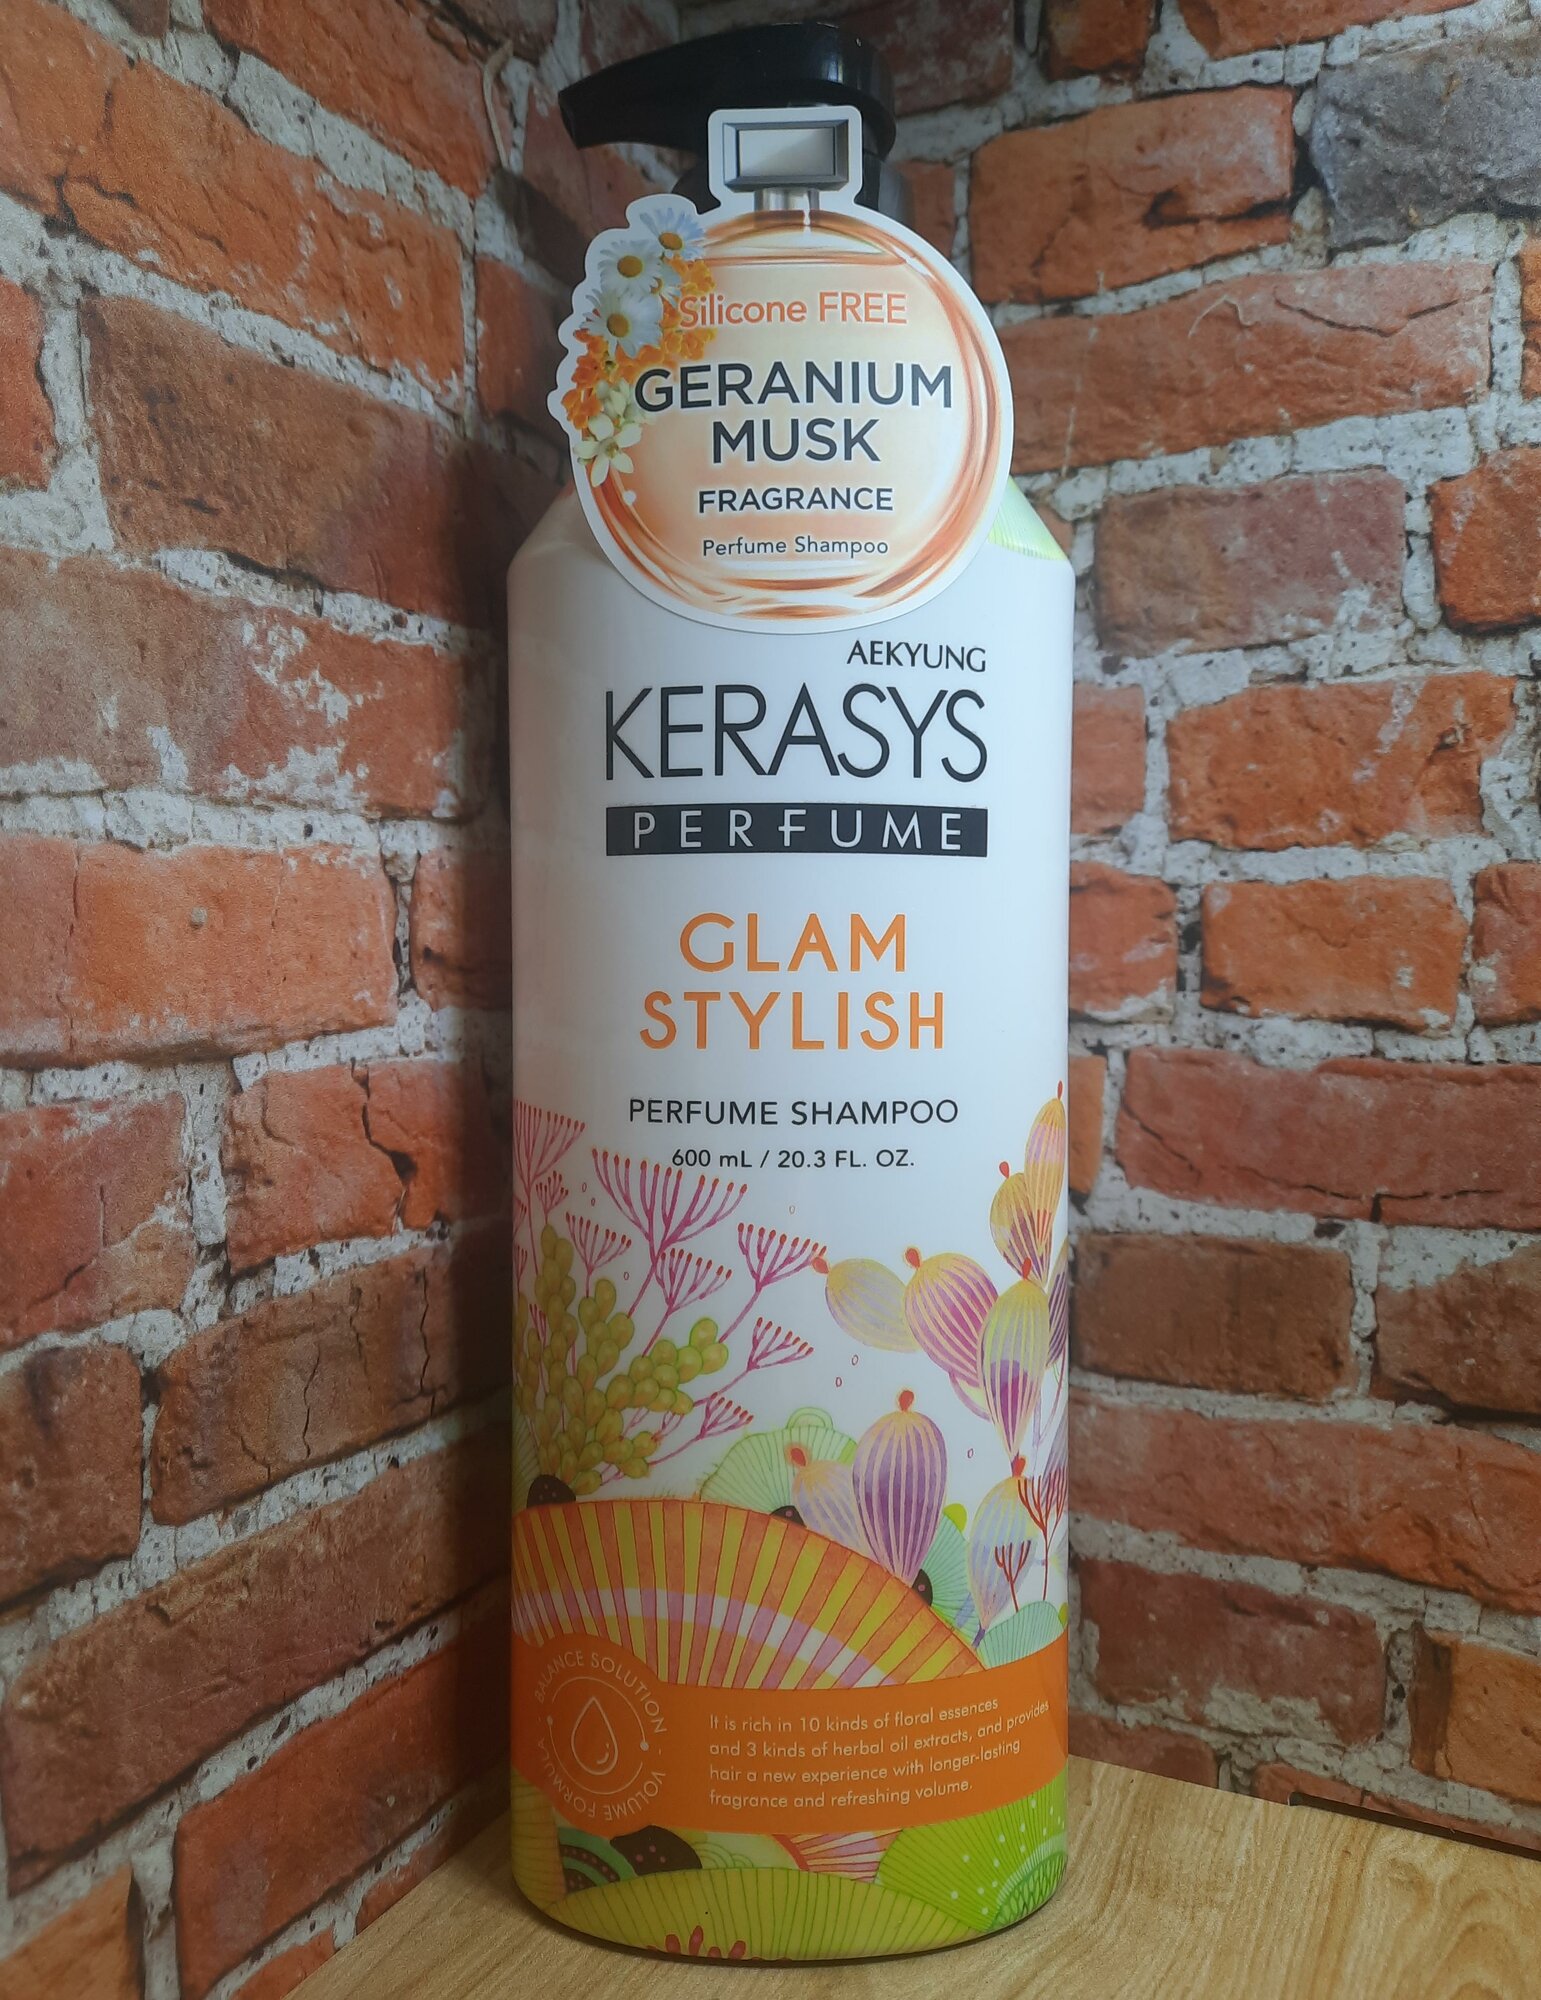 Silicone FREE
GERANIUM
MUSK
FRAGRANCE
Perfume Shampoo
AEKYUNG
KERASYS
PERFUME
GLAM
STYLISH
PERFUME SHAMPOO
600 mL / 20.3 FL. OZ.
BALANCE SOLUTION · VOLUME FORMULA ·
It is rich in 10 kinds of floral essences
and 3 kinds of herbal oil extracts, and provides
hair a new experience with longer-lasting
fragrance and refreshing volume.